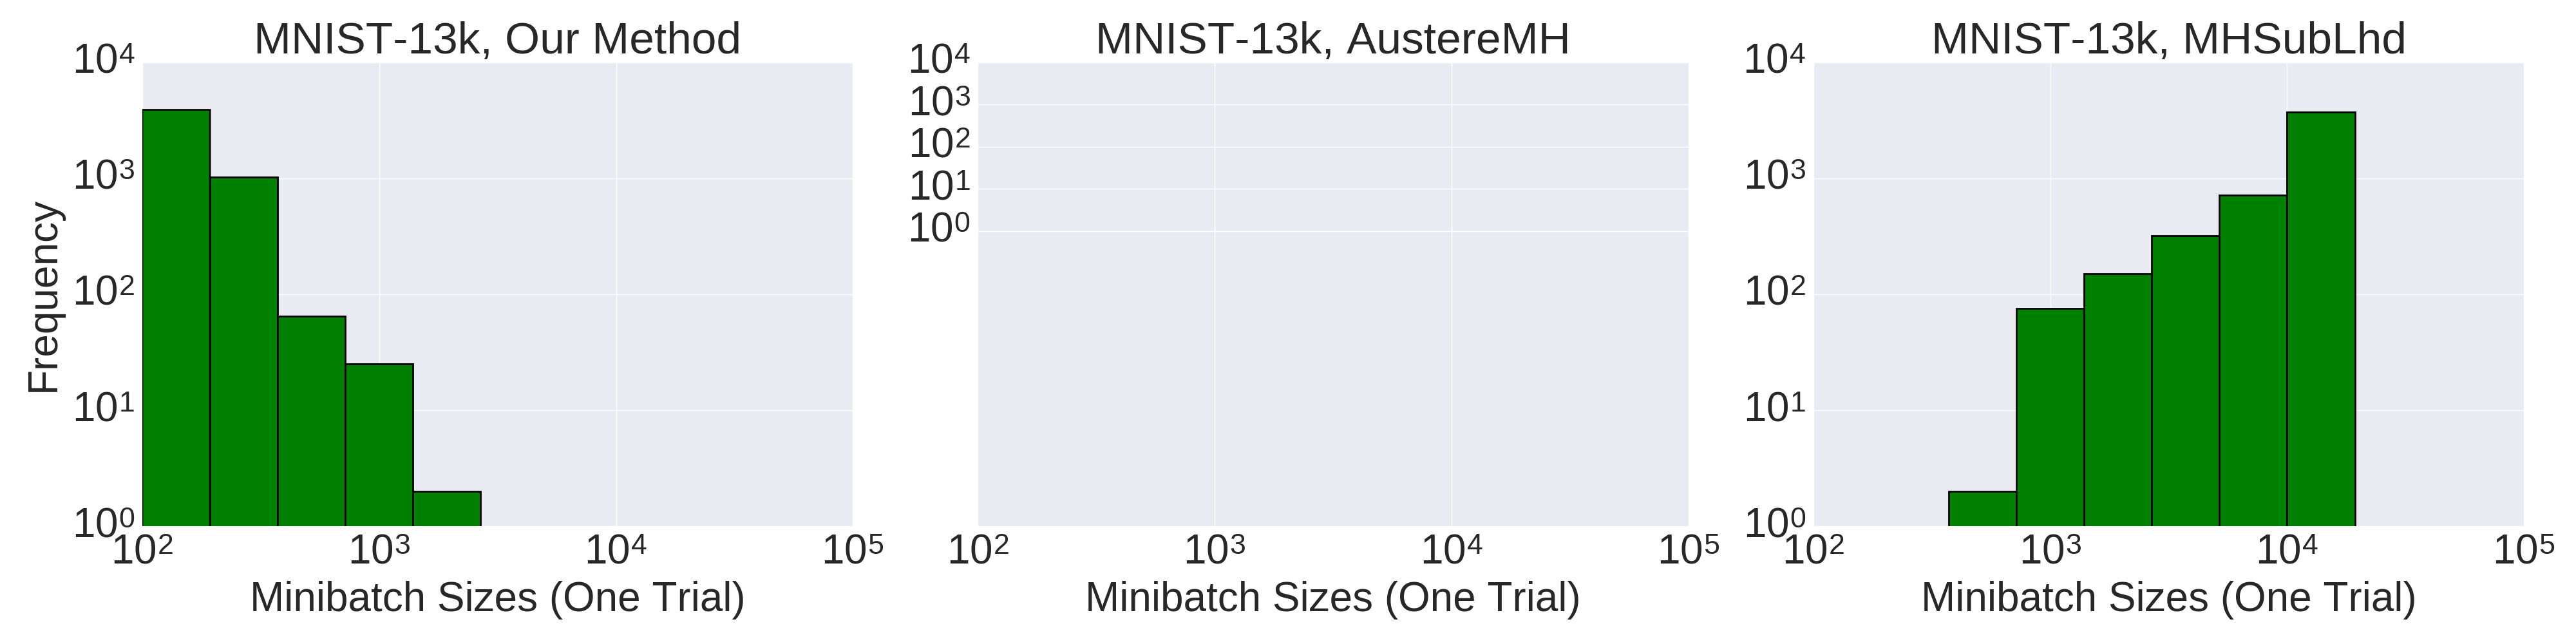 MNIST-13k, Our Method
10⁴
10³
10²
10¹
10⁰
Frequency
10² 10³ 10⁴ 10⁵
Minibatch Sizes (One Trial)
MNIST-13k, AustereMH
10⁴
10³
10²
10¹
10⁰
10² 10³ 10⁴ 10⁵
Minibatch Sizes (One Trial)
MNIST-13k, MHSubLhd
10⁴
10³
10²
10¹
10⁰
10² 10³ 10⁴ 10⁵
Minibatch Sizes (One Trial)